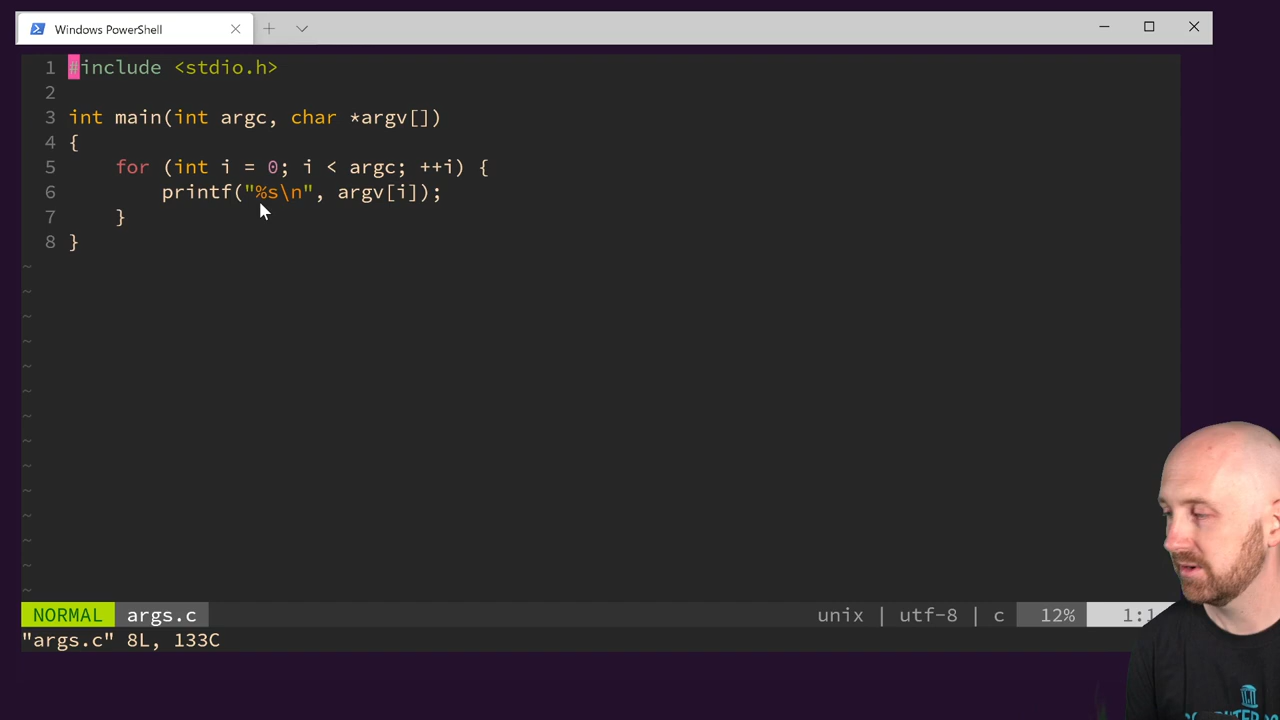 Windows PowerShell
1 #include <stdio.h>
2
3 int main(int argc, char *argv[])
4 {
5     for (int i = 0; i < argc; ++i) {
6         printf("%s\n", argv[i]);
7     }
8 }
~
~
~
~
~
~
~
~
~
~
~
~
~
~
NORMAL args.c unix | utf-8 | c 12% 1:1
"args.c" 8L, 133C